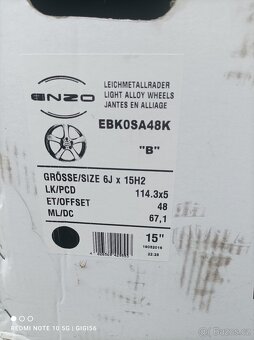 ENZO
LEICHMETALLRÄDER
LIGHT ALLOY WHEELS
JANTES EN ALLIAGE
EBK0SA48K
"B"
GRÖSSE/SIZE 6J x 15H2
LK/PCD 114.3x5
ET/OFFSET 48
ML/DC 67,1
15"
REDMI NOTE 10 5G | GIGI56